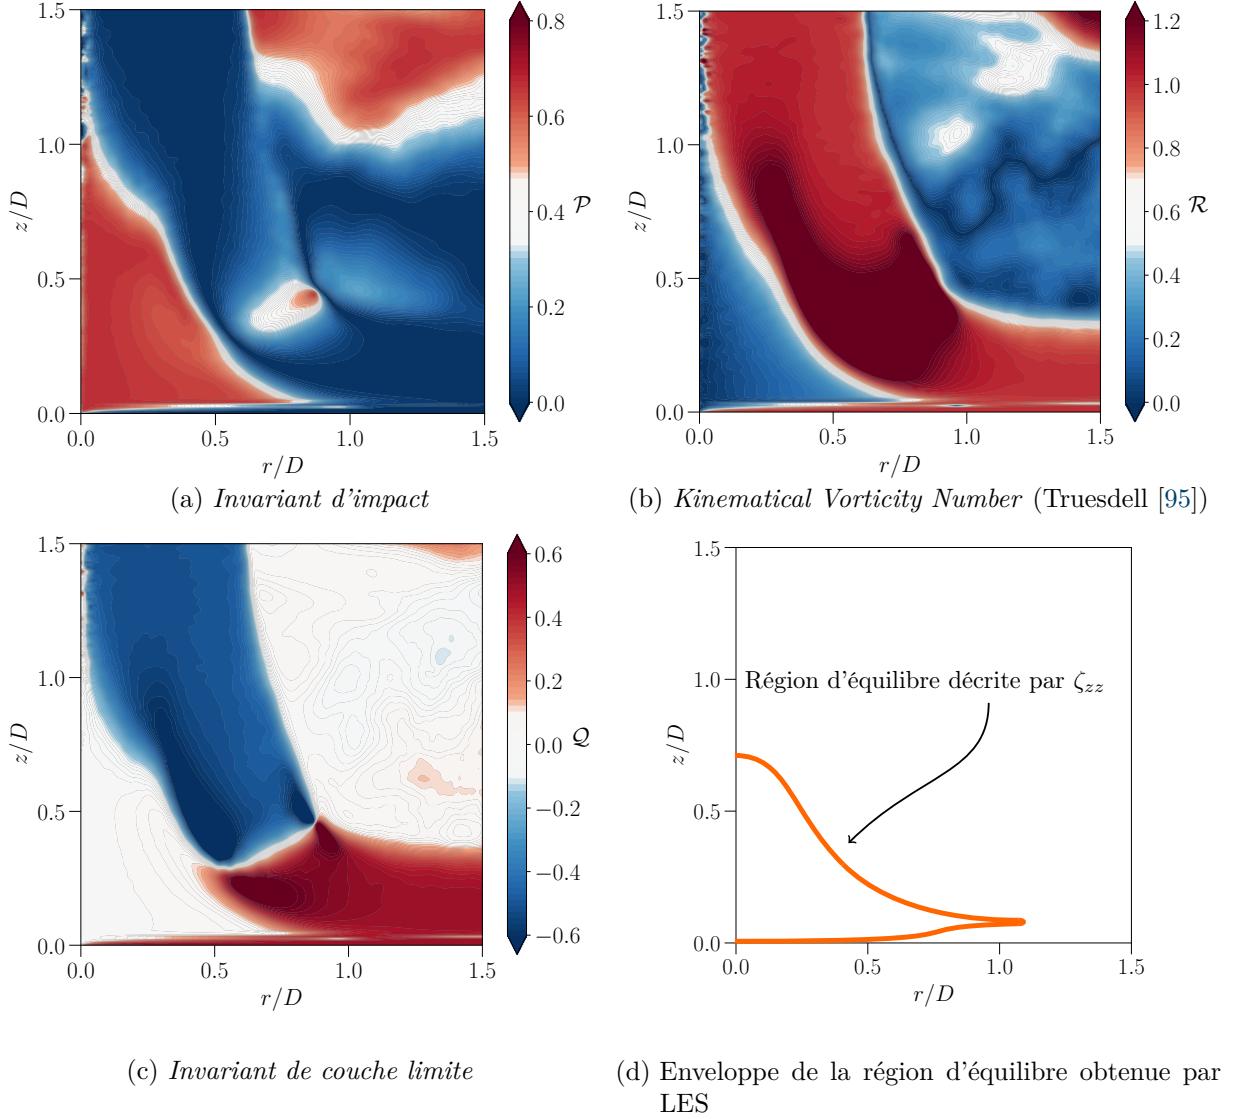 1.5
1.0
0.5
0.0
z/D
0.0 0.5 1.0 1.5
r/D
0.8
0.6
0.4
0.2
0.0
𝒫
(a) Invariant d'impact
1.5
1.0
0.5
0.0
z/D
0.0 0.5 1.0 1.5
r/D
1.2
1.0
0.8
0.6
0.4
0.2
0.0
ℛ
(b) Kinematical Vorticity Number (Truesdell [95])
1.5
1.0
0.5
0.0
z/D
0.0 0.5 1.0 1.5
r/D
0.6
0.4
0.2
0.0
−0.2
−0.4
−0.6
𝒬
(c) Invariant de couche limite
1.5
1.0
0.5
0.0
z/D
Région d'équilibre décrite par ζzz
0.0 0.5 1.0 1.5
r/D
(d) Enveloppe de la région d'équilibre obtenue par
LES